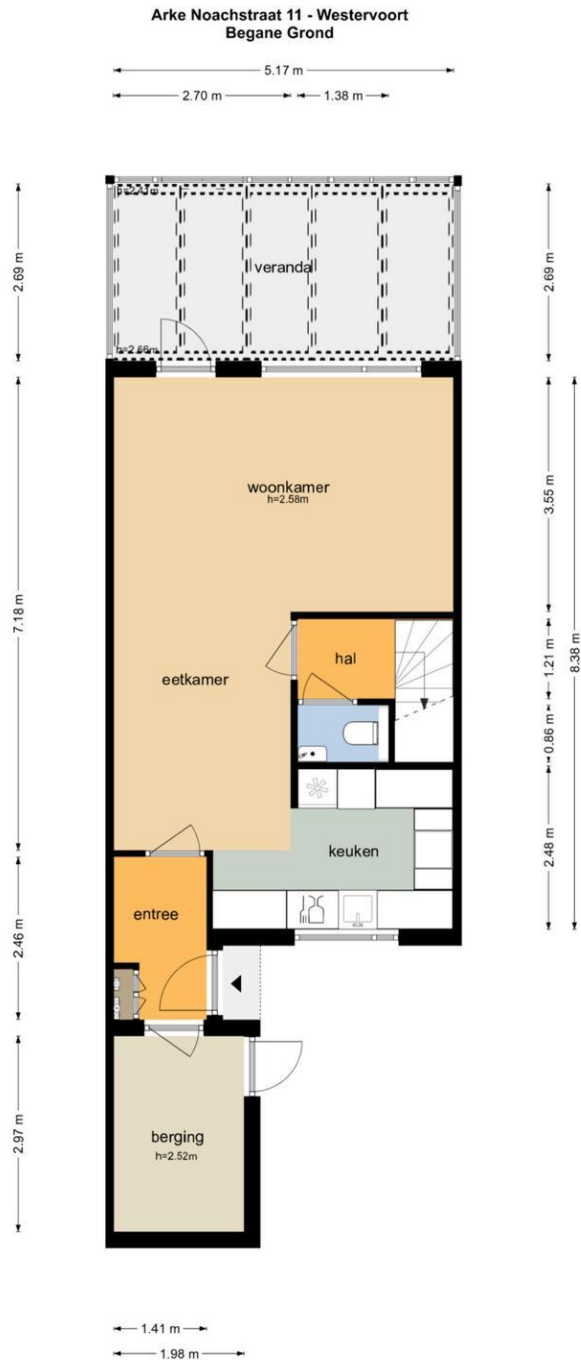 Arke Noachstraat 11 - Westervoort
Begane Grond
5.17 m
2.70 m
1.38 m
h=2.41m
2.69 m
veranda
2.69 m
h=2.66m
woonkamer
h=2.58m
3.55 m
7.18 m
8.38 m
hal
1.21 m
eetkamer
0.86 m
keuken
2.48 m
entree
2.46 m
berging
h=2.52m
2.97 m
1.41 m
1.98 m